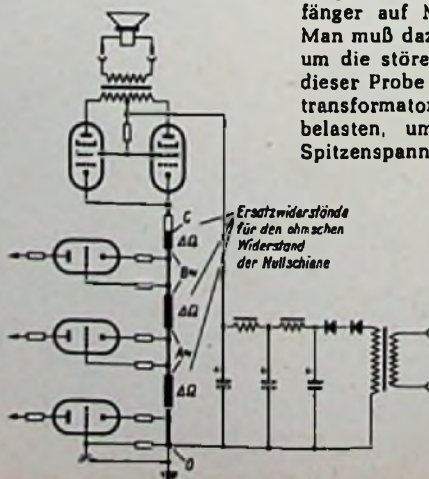 fänger auf N
Man muß daz
um die störe
dieser Probe
transformator
belasten, um
Spitzenspann
C
Ersatzwiderstände
für den ohmschen
Widerstand
der Nullschiene
ΔΩ
B~
ΔΩ
A~
ΔΩ
0